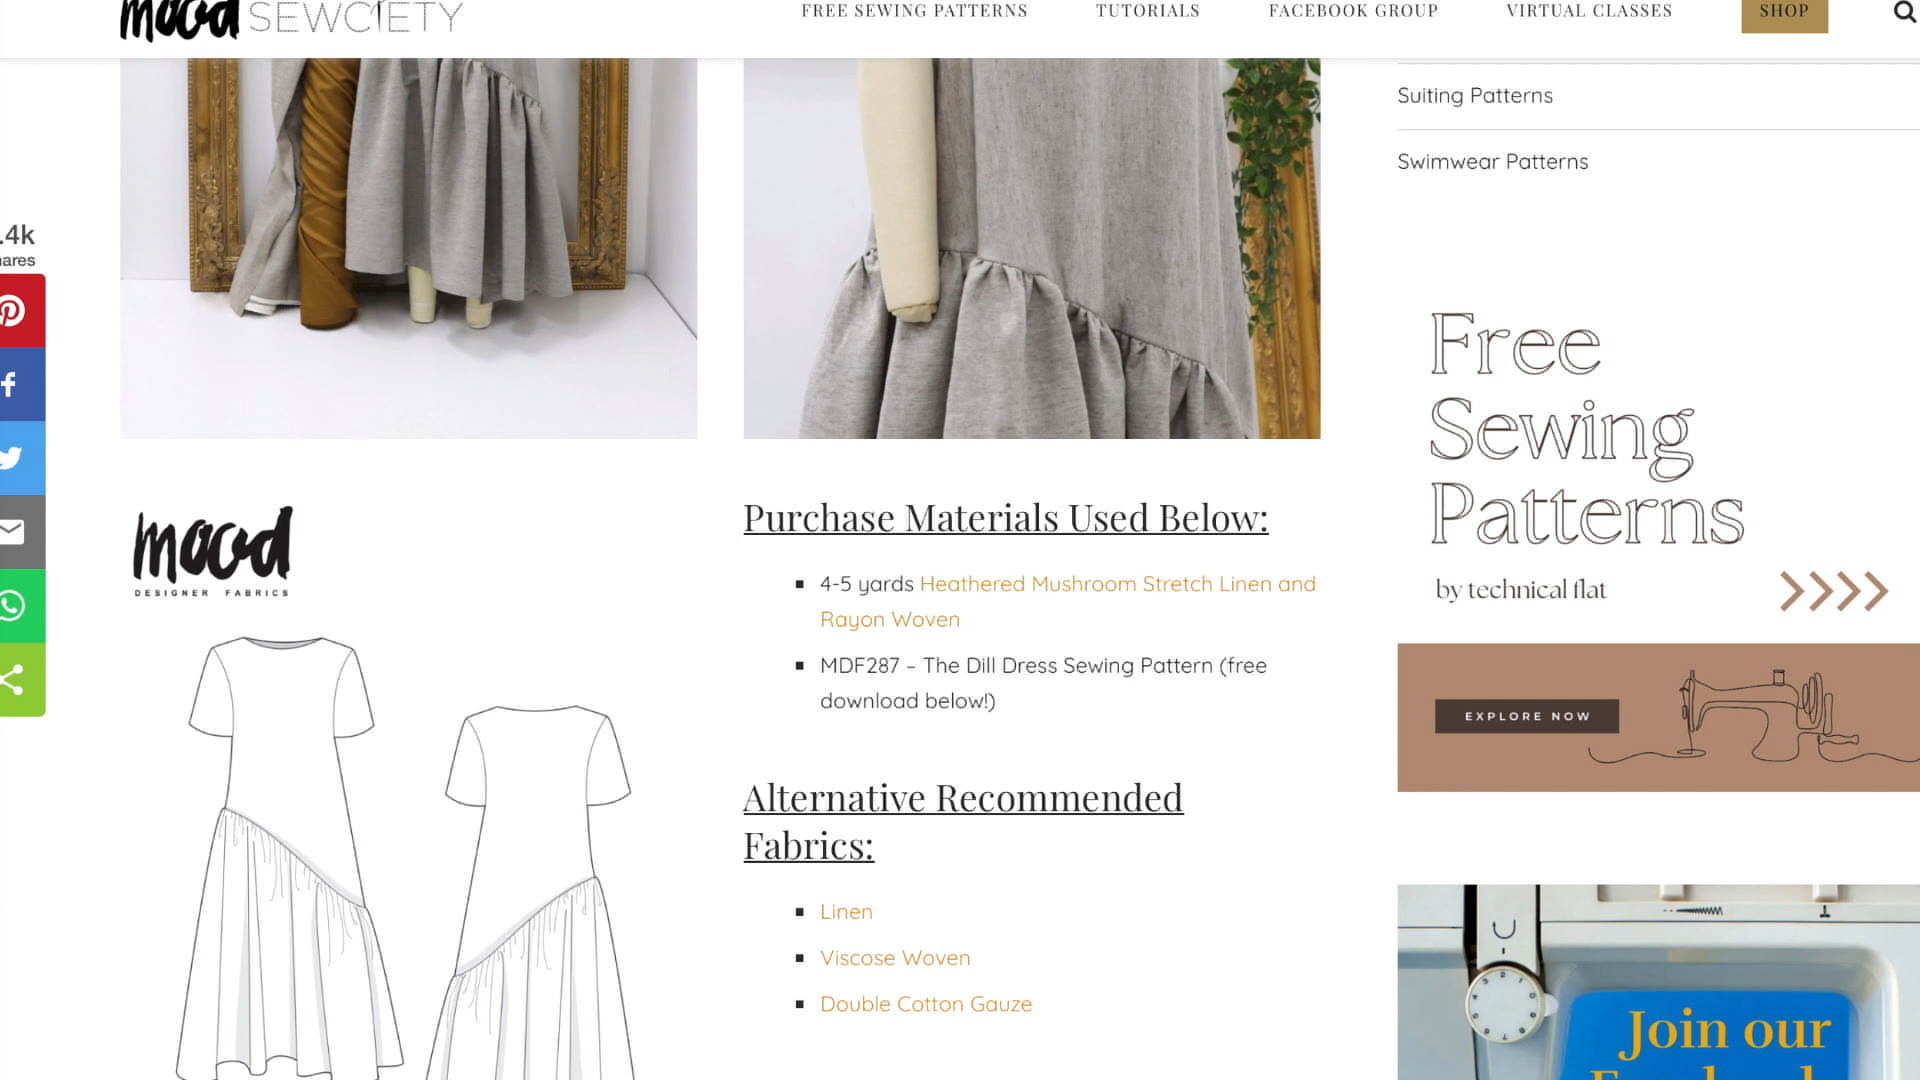 mood SEWCIETY
FREE SEWING PATTERNS
TUTORIALS
FACEBOOK GROUP
VIRTUAL CLASSES
SHOP
.4k
ares
mood
DESIGNER FABRICS
Purchase Materials Used Below:
4-5 yards Heathered Mushroom Stretch Linen and
Rayon Woven
MDF287 – The Dill Dress Sewing Pattern (free
download below!)
Alternative Recommended
Fabrics:
Linen
Viscose Woven
Double Cotton Gauze
Suiting Patterns
Swimwear Patterns
Free
Sewing
Patterns
by technical flat
EXPLORE NOW
Join our